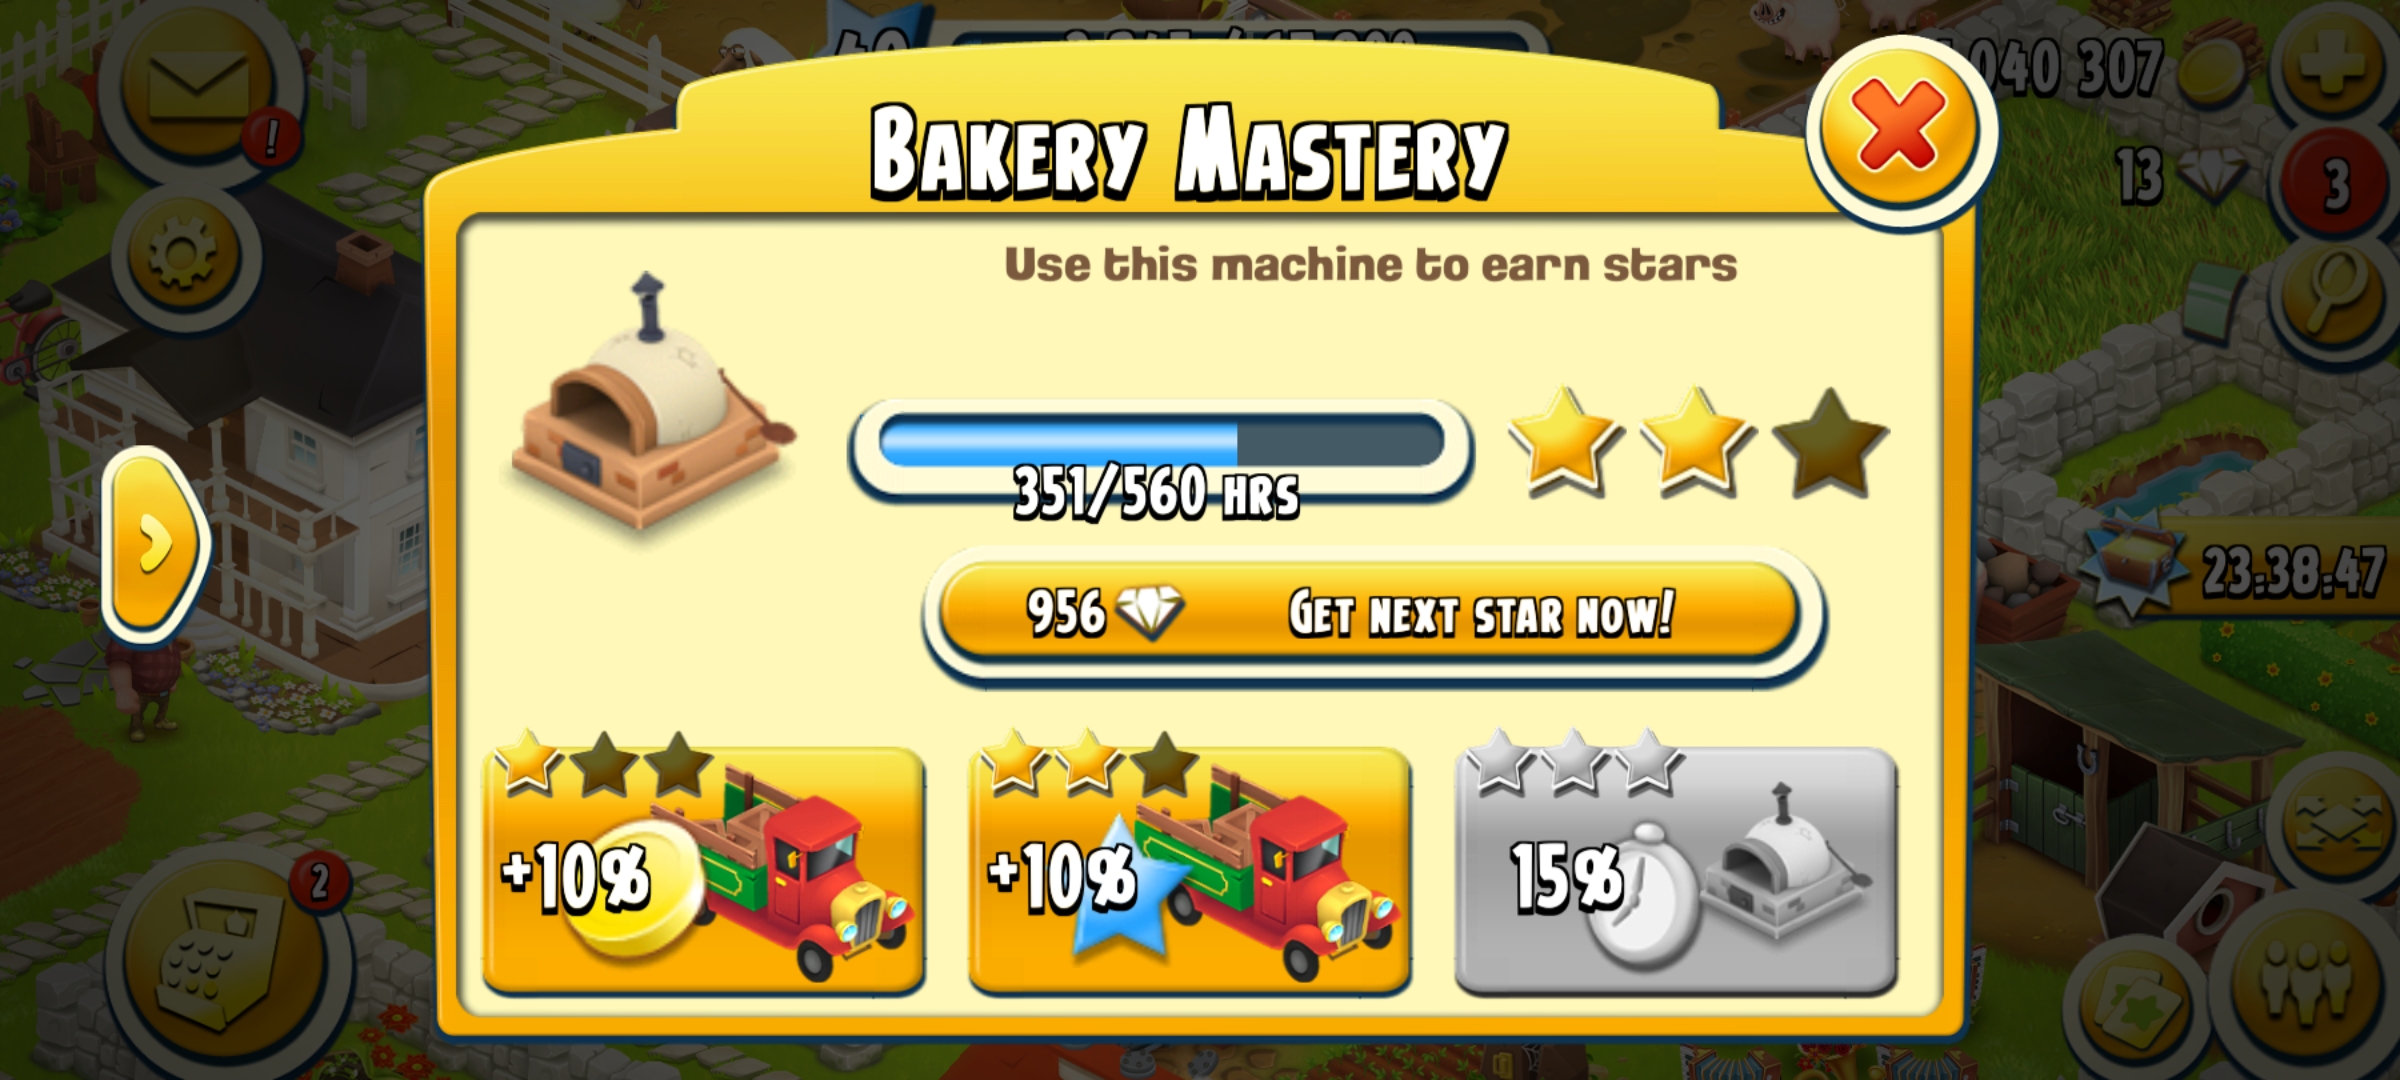 BAKERY MASTERY
040 307
13
3
!
Use this machine to earn stars
351/560 HRS
23:38:47
956 GET NEXT STAR NOW!
+10%
+10%
15%
2